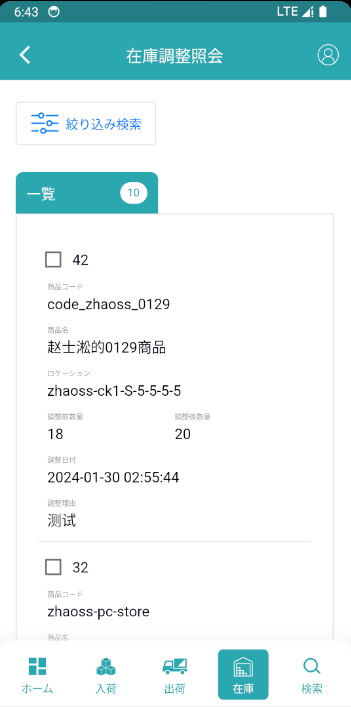 6:43 LTE
在庫調整照会
絞り込み検索
一覧 10
42
商品コード
code_zhaoss_0129
商品名
赵士淞的0129商品
ロケーション
zhaoss-ck1-S-5-5-5-5
調整前数量 調整後数量
18 20
調整日付
2024-01-30 02:55:44
調整理由
测试
32
商品コード
zhaoss-pc-store
商品名
ホーム 入荷 出荷 在庫 検索